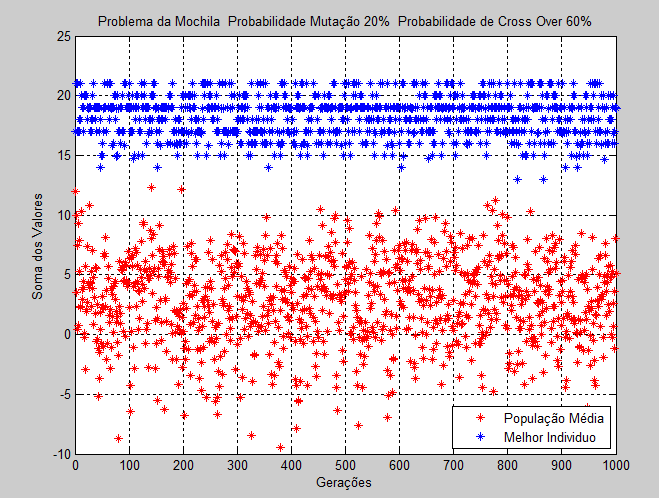 Problema da Mochila  Probabilidade Mutação 20%  Probabilidade de Cross Over 60%
25
20
15
10
5
0
-5
-10
Soma dos Valores
0 100 200 300 400 500 600 700 800 900 1000
Gerações
População Média
Melhor Individuo